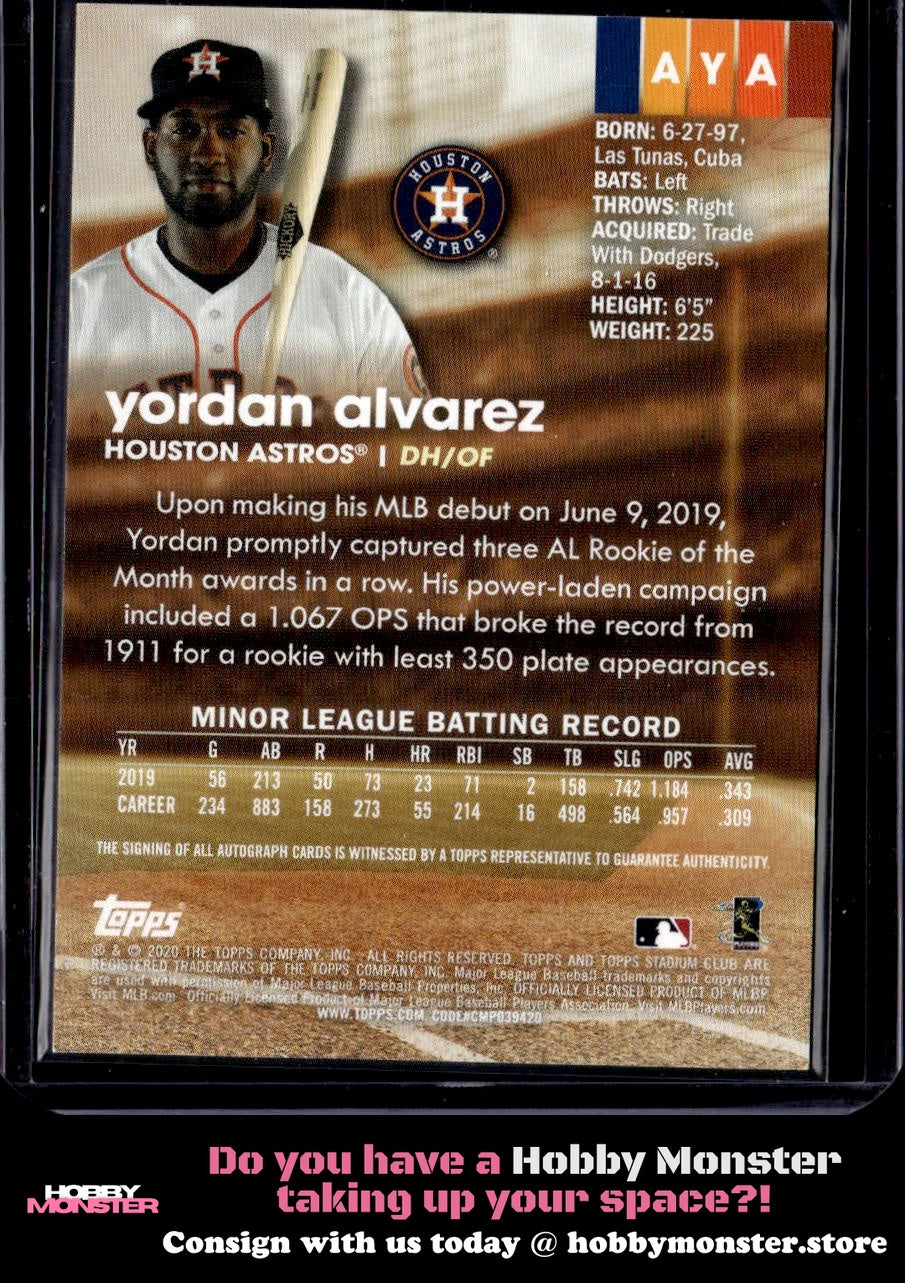 AYA
BORN: 6-27-97,
Las Tunas, Cuba
BATS: Left
THROWS: Right
ACQUIRED: Trade
With Dodgers,
8-1-16
HEIGHT: 6'5"
WEIGHT: 225
H
HOUSTON
H
ASTROS
®
HICKORY
yordan alvarez
HOUSTON ASTROS® | DH/OF
Upon making his MLB debut on June 9, 2019,
Yordan promptly captured three AL Rookie of the
Month awards in a row. His power-laden campaign
included a 1.067 OPS that broke the record from
1911 for a rookie with least 350 plate appearances.
MINOR LEAGUE BATTING RECORD
YR G AB R H HR RBI SB TB SLG OPS AVG
2019 56 213 50 73 23 71 2 158 .742 1.184 .343
CAREER 234 883 158 273 55 214 16 498 .564 .957 .309
THE SIGNING OF ALL AUTOGRAPH CARDS IS WITNESSED BY A TOPPS REPRESENTATIVE TO GUARANTEE AUTHENTICITY.
topps
PLAYERS
® & © 2020 THE TOPPS COMPANY, INC. ALL RIGHTS RESERVED. TOPPS AND TOPPS STADIUM CLUB ARE
REGISTERED TRADEMARKS OF THE TOPPS COMPANY, INC. Major League Baseball trademarks and copyrights
are used with permission of Major League Baseball Properties, Inc. OFFICIALLY LICENSED PRODUCT OF MLBP
Visit MLB.com. Officially Licensed Product of Major League Baseball Players Association. Visit MLBPlayers.com.
WWW.TOPPS.COM. CODE#CMP039420
Do you have a Hobby Monster
taking up your space?!
HOBBY
MONSTER
Consign with us today @ hobbymonster.store